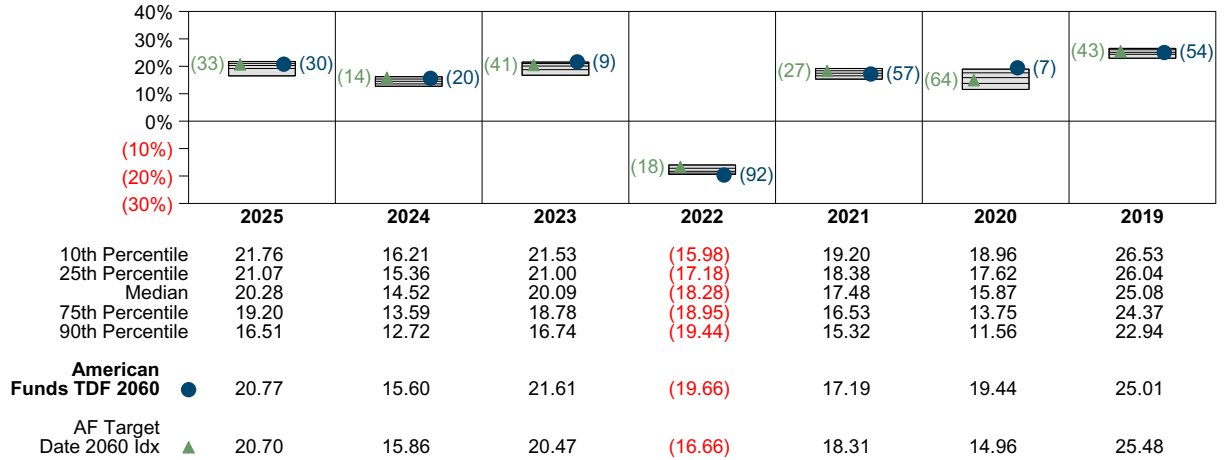 40%
30%
20%
10%
0%
(10%)
(20%)
(30%)
(33) (30)
(14) (20)
(41) (9)
(18) (92)
(27) (57)
(64) (7)
(43) (54)
2025 2024 2023 2022 2021 2020 2019
10th Percentile 21.76 16.21 21.53 (15.98) 19.20 18.96 26.53
25th Percentile 21.07 15.36 21.00 (17.18) 18.38 17.62 26.04
Median 20.28 14.52 20.09 (18.28) 17.48 15.87 25.08
75th Percentile 19.20 13.59 18.78 (18.95) 16.53 13.75 24.37
90th Percentile 16.51 12.72 16.74 (19.44) 15.32 11.56 22.94
American
Funds TDF 2060 20.77 15.60 21.61 (19.66) 17.19 19.44 25.01
AF Target
Date 2060 Idx 20.70 15.86 20.47 (16.66) 18.31 14.96 25.48